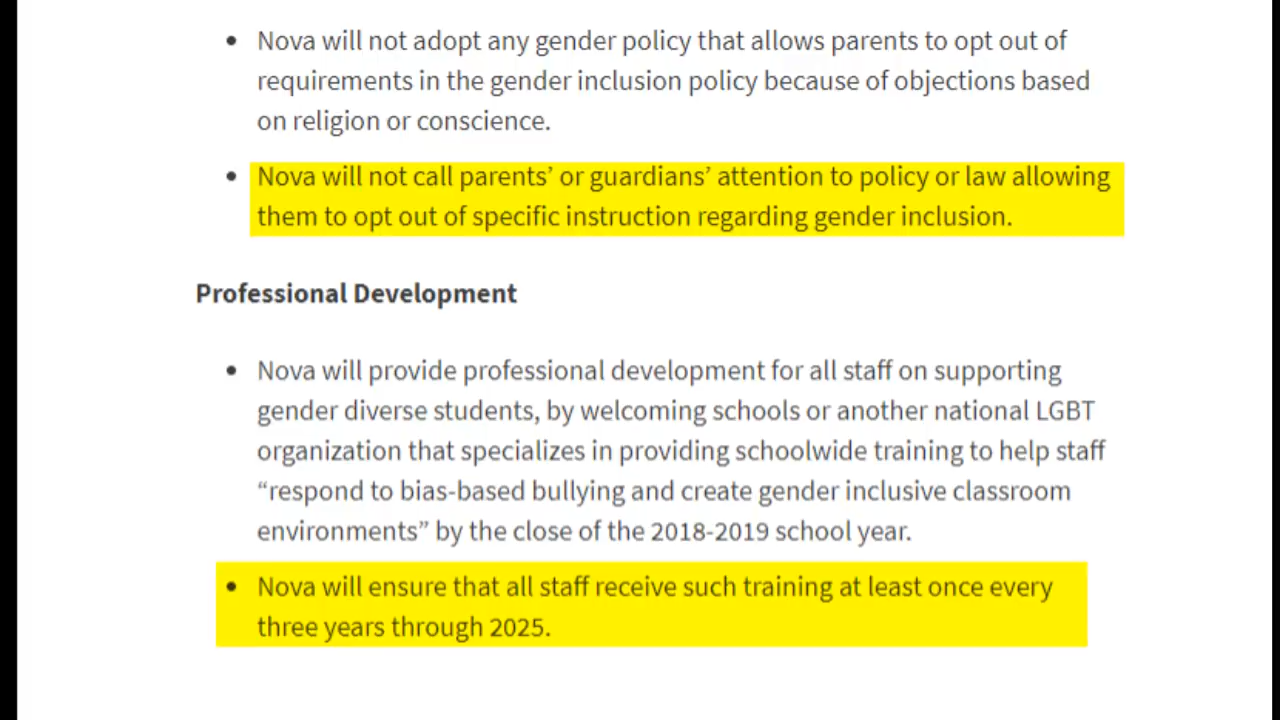 • Nova will not adopt any gender policy that allows parents to opt out of
requirements in the gender inclusion policy because of objections based
on religion or conscience.
• Nova will not call parents’ or guardians’ attention to policy or law allowing
them to opt out of specific instruction regarding gender inclusion.
Professional Development
• Nova will provide professional development for all staff on supporting
gender diverse students, by welcoming schools or another national LGBT
organization that specializes in providing schoolwide training to help staff
“respond to bias-based bullying and create gender inclusive classroom
environments” by the close of the 2018-2019 school year.
• Nova will ensure that all staff receive such training at least once every
three years through 2025.